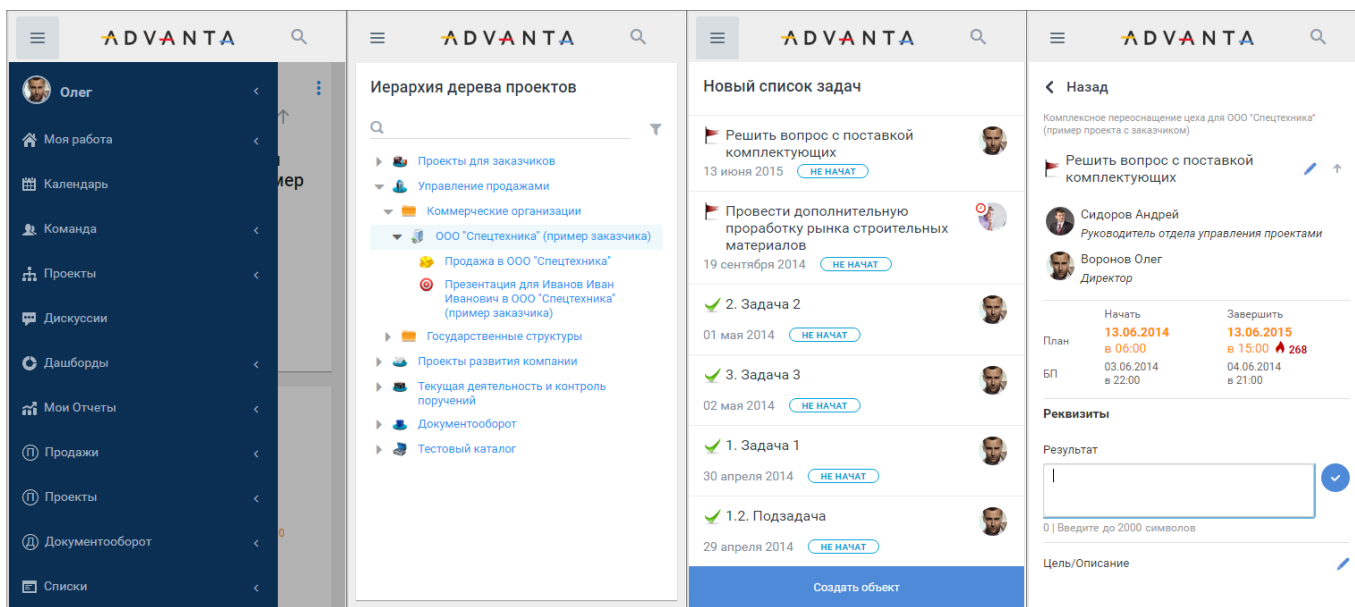 ADVANTA
Олег
Моя работа
Календарь
Команда
Проекты
Дискуссии
Дашборды
Мои Отчеты
П Продажи
П Проекты
Д Документооборот
Списки
мер
0
ADVANTA
Иерархия дерева проектов
Проекты для заказчиков
Управление продажами
Коммерческие организации
ООО "Спецтехника" (пример заказчика)
Продажа в ООО "Спецтехника"
Презентация для Иванов Иван
Иванович в ООО "Спецтехника"
(пример заказчика)
Государственные структуры
Проекты развития компании
Текущая деятельность и контроль
поручений
Документооборот
Тестовый каталог
ADVANTA
Новый список задач
Решить вопрос с поставкой
комплектующих
13 июня 2015 НЕ НАЧАТ
Провести дополнительную
проработку рынка строительных
материалов
19 сентября 2014 НЕ НАЧАТ
2. Задача 2
01 мая 2014 НЕ НАЧАТ
3. Задача 3
02 мая 2014 НЕ НАЧАТ
1. Задача 1
30 апреля 2014 НЕ НАЧАТ
1.2. Подзадача
29 апреля 2014 НЕ НАЧАТ
Создать объект
ADVANTA
Назад
Комплексное переоснащение цеха для ООО "Спецтехника"
(пример проекта с заказчиком)
Решить вопрос с поставкой
комплектующих
Сидоров Андрей
Руководитель отдела управления проектами
Воронов Олег
Директор
Начать Завершить
План 13.06.2014 13.06.2015
в 06:00 в 15:00 268
БП 03.06.2014 04.06.2014
в 22:00 в 21:00
Реквизиты
Результат
0 | Введите до 2000 символов
Цель/Описание